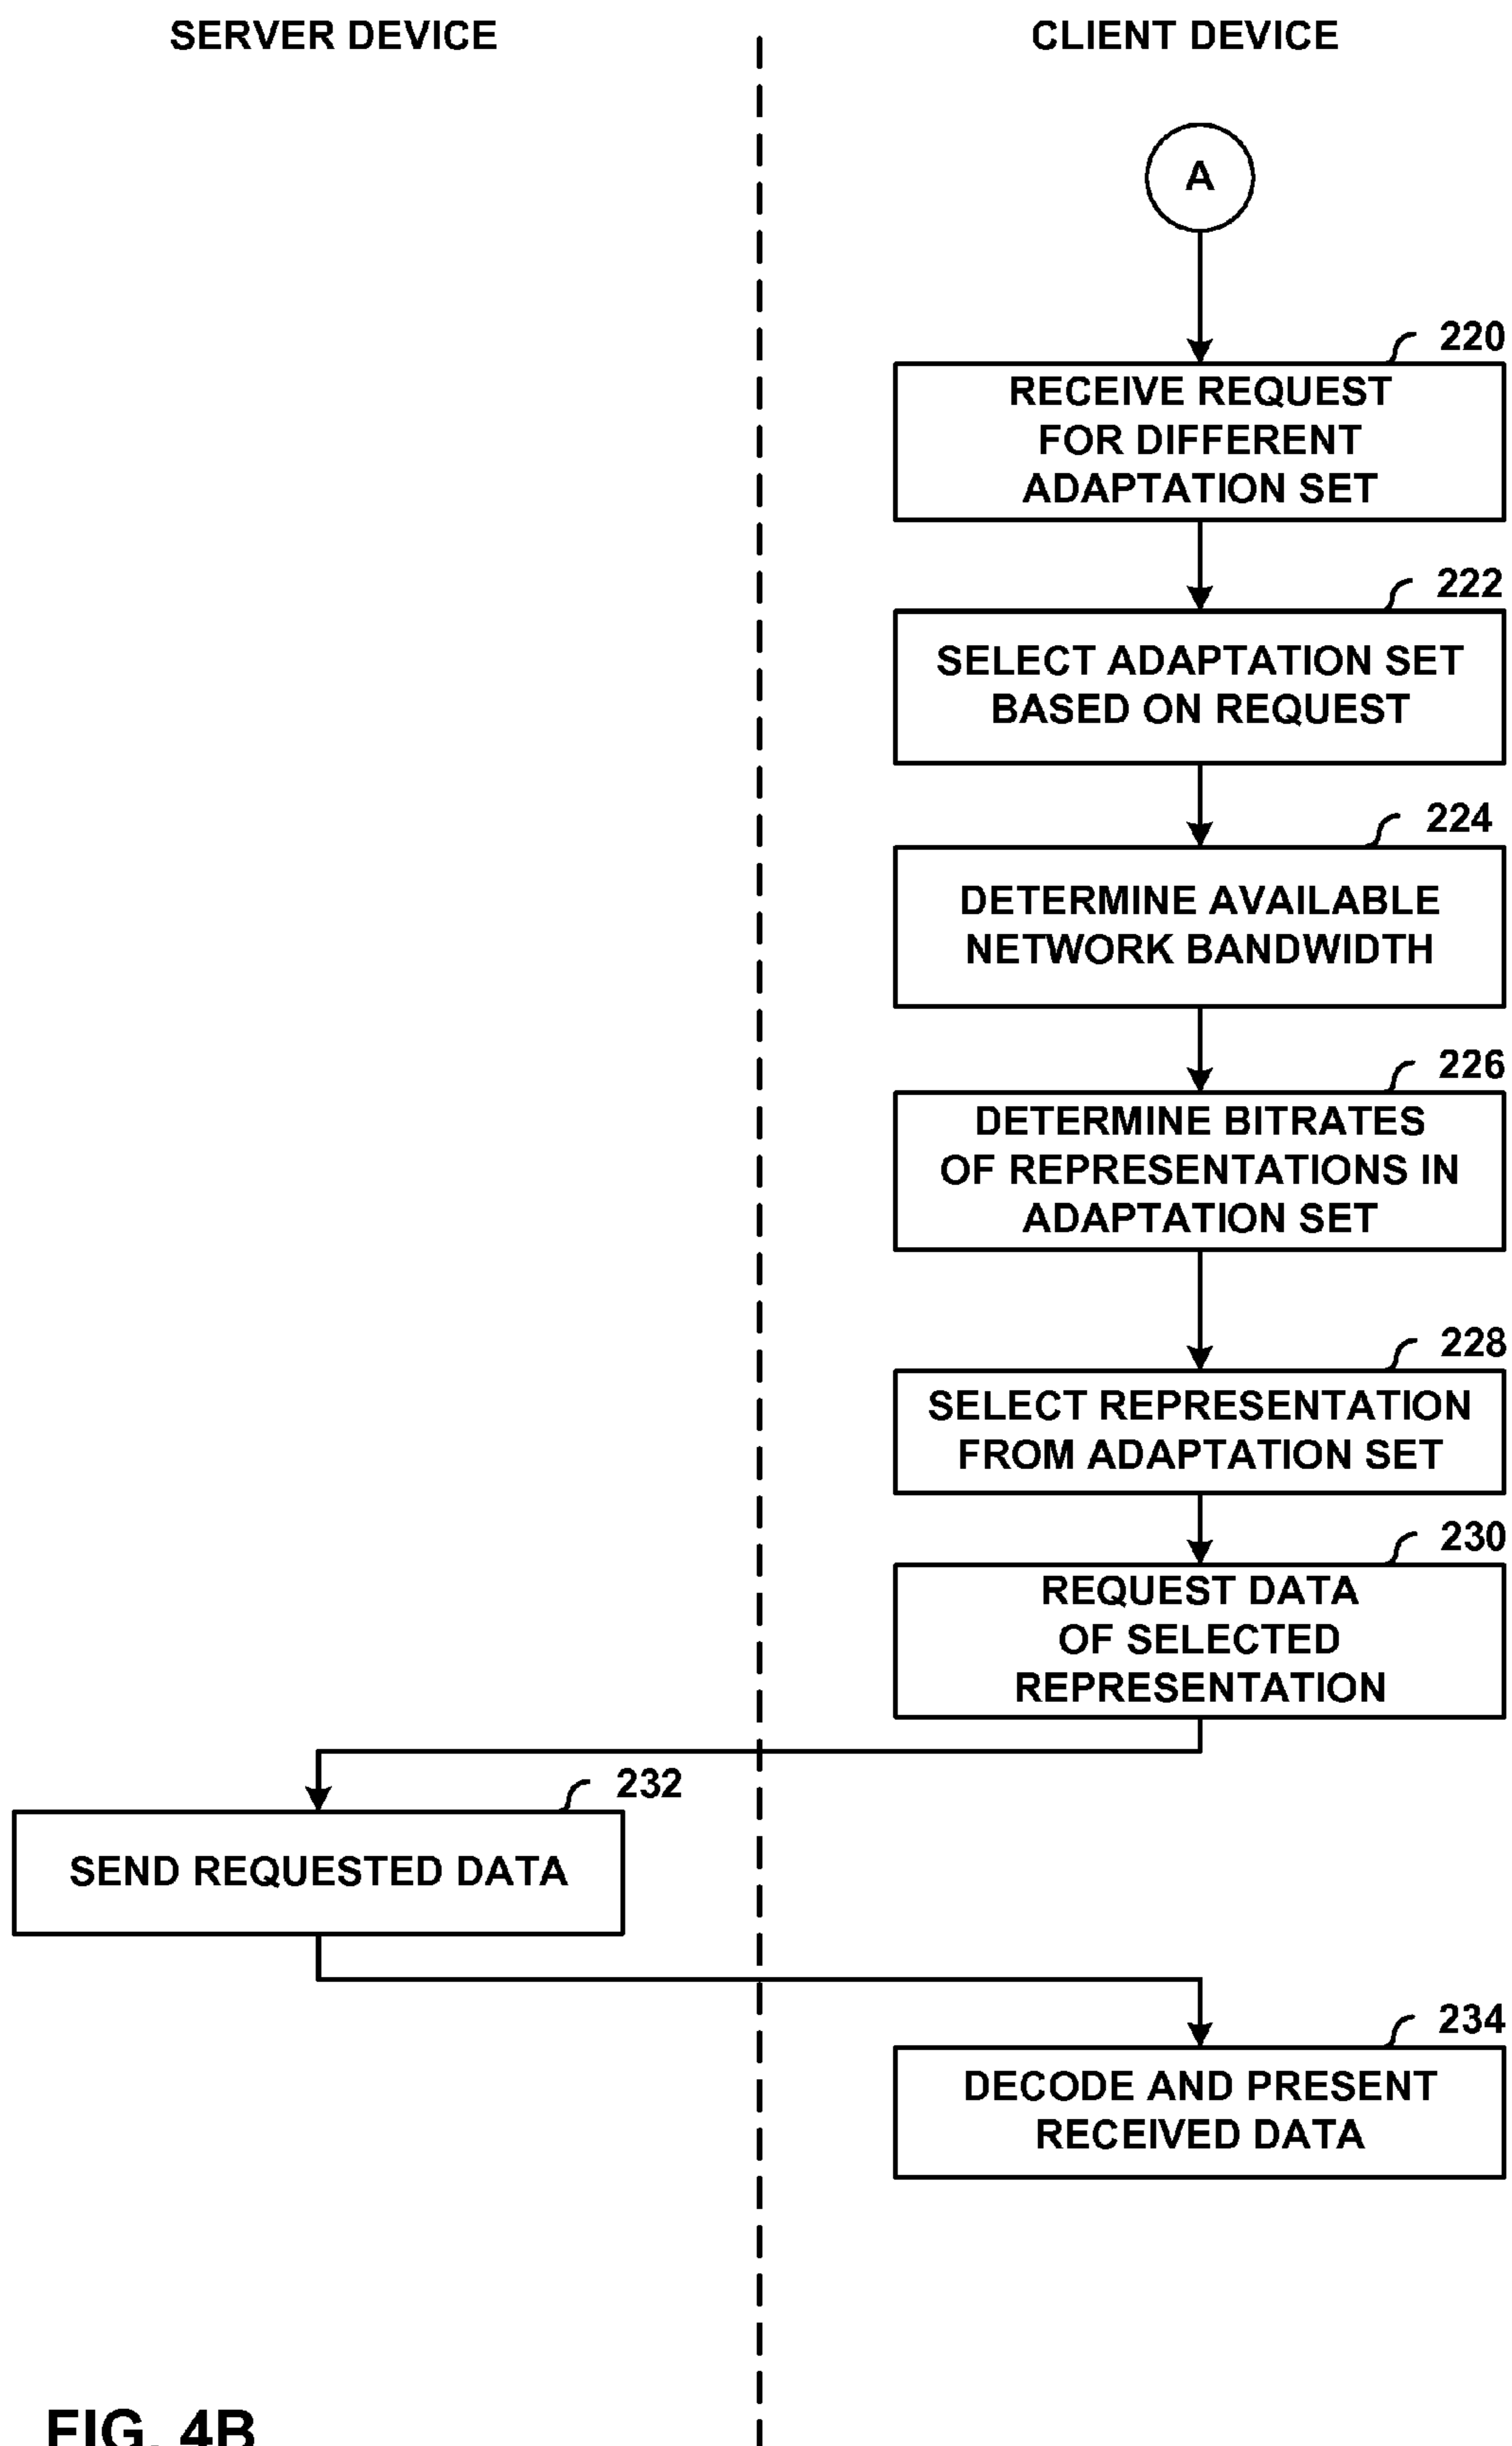 SERVER DEVICE
CLIENT DEVICE
A
220
RECEIVE REQUEST
FOR DIFFERENT
ADAPTATION SET
222
SELECT ADAPTATION SET
BASED ON REQUEST
224
DETERMINE AVAILABLE
NETWORK BANDWIDTH
226
DETERMINE BITRATES
OF REPRESENTATIONS IN
ADAPTATION SET
228
SELECT REPRESENTATION
FROM ADAPTATION SET
230
REQUEST DATA
OF SELECTED
REPRESENTATION
232
SEND REQUESTED DATA
234
DECODE AND PRESENT
RECEIVED DATA
FIG. 4B